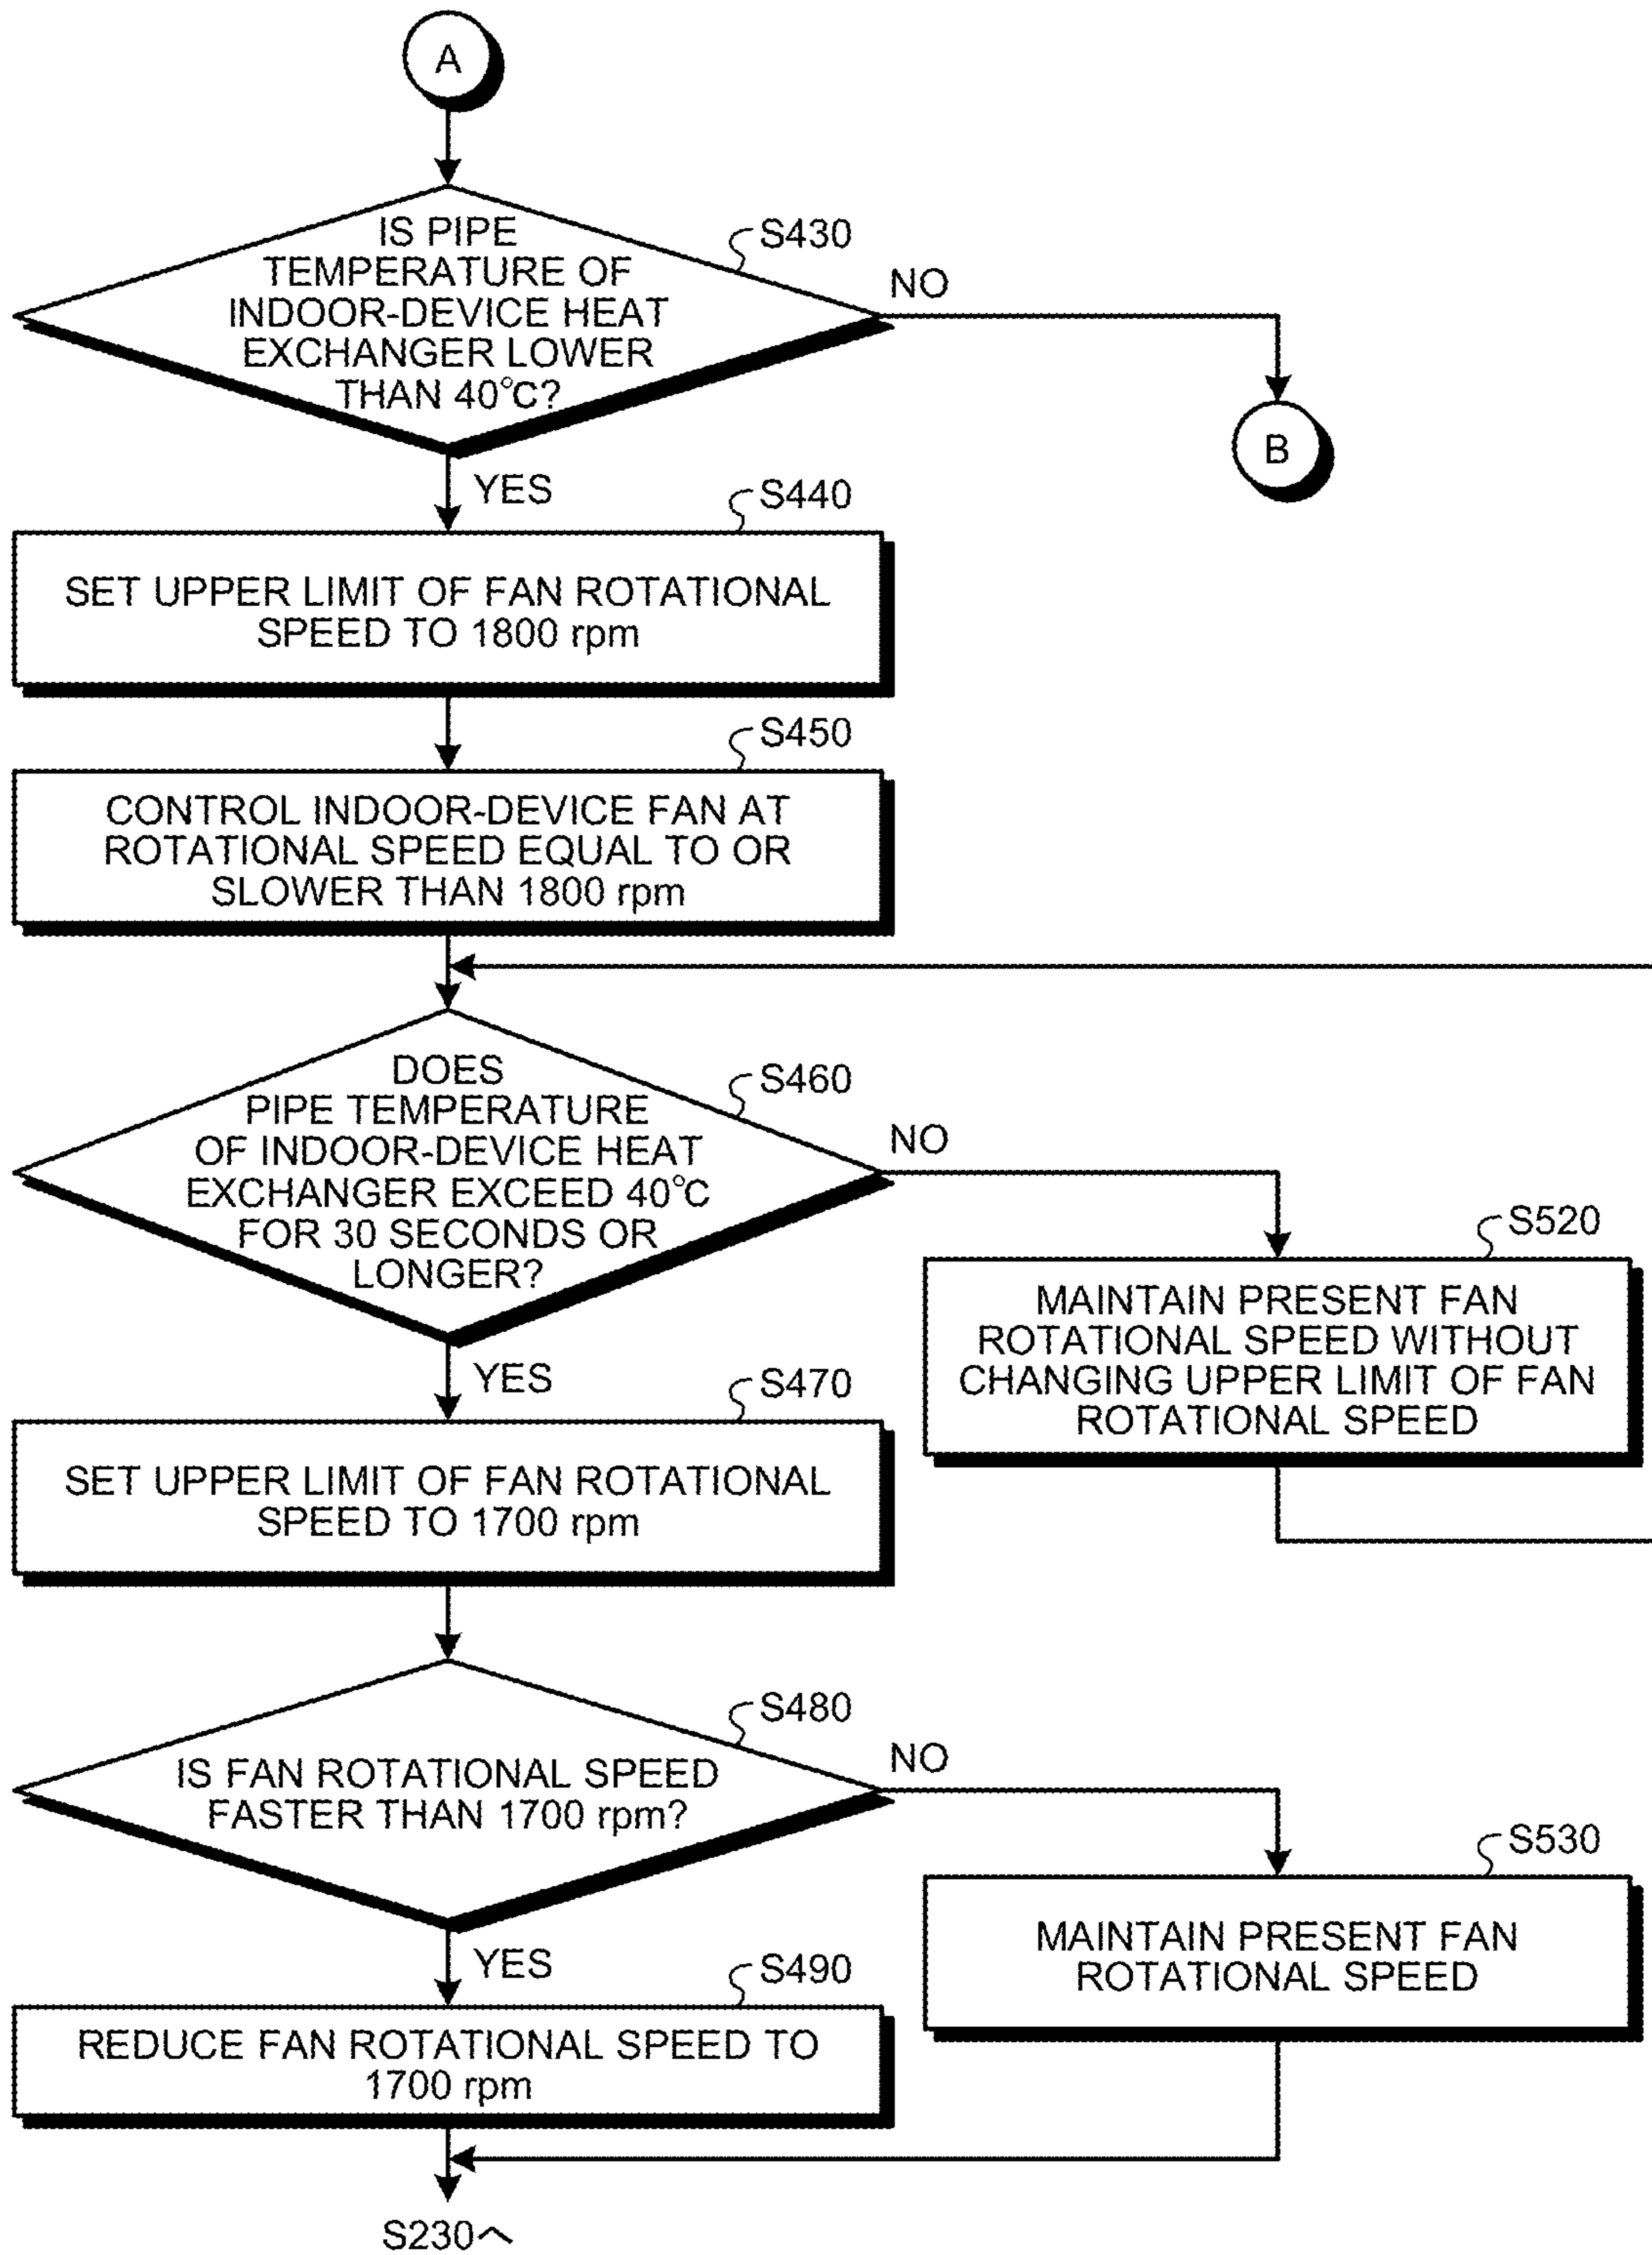 A
IS PIPE
TEMPERATURE OF
INDOOR-DEVICE HEAT
EXCHANGER LOWER
THAN 40℃?
S430
NO
B
YES
S440
SET UPPER LIMIT OF FAN ROTATIONAL
SPEED TO 1800 rpm
S450
CONTROL INDOOR-DEVICE FAN AT
ROTATIONAL SPEED EQUAL TO OR
SLOWER THAN 1800 rpm
DOES
PIPE TEMPERATURE
OF INDOOR-DEVICE HEAT
EXCHANGER EXCEED 40℃
FOR 30 SECONDS OR
LONGER?
S460
NO
S520
MAINTAIN PRESENT FAN
ROTATIONAL SPEED WITHOUT
CHANGING UPPER LIMIT OF FAN
ROTATIONAL SPEED
YES
S470
SET UPPER LIMIT OF FAN ROTATIONAL
SPEED TO 1700 rpm
S480
IS FAN ROTATIONAL SPEED
FASTER THAN 1700 rpm?
NO
S530
MAINTAIN PRESENT FAN
ROTATIONAL SPEED
YES
S490
REDUCE FAN ROTATIONAL SPEED TO
1700 rpm
S230へ